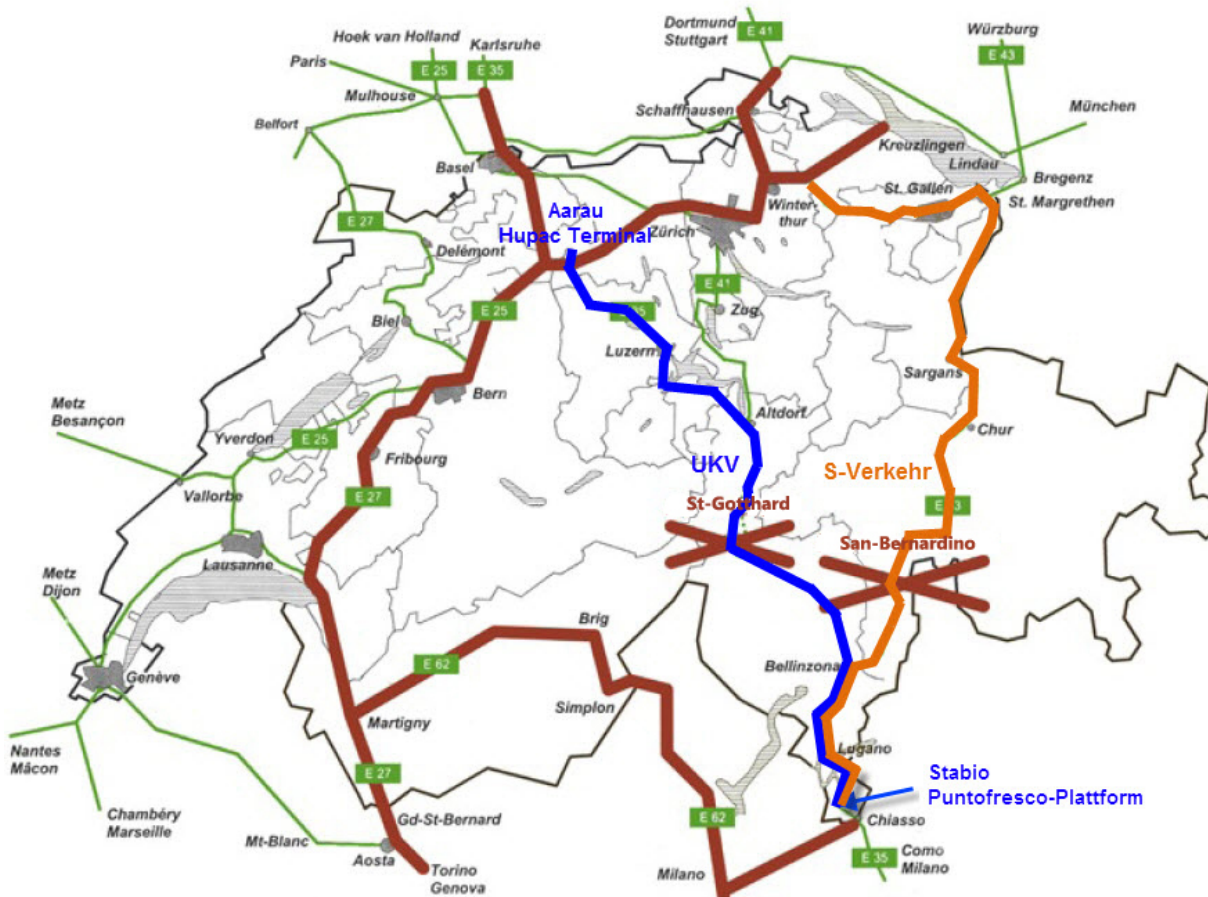 Dortmund
Stuttgart
E 41
Würzburg
E 43
Hoek van Holland
E 25
Karlsruhe
E 35
Paris
Mulhouse
Schaffhausen
München
Belfort
Kreuzlingen
Lindau
Basel
Bregenz
St. Gallen
St. Margrethen
Winter-
thur
Aarau
Hupac Terminal
Zürich
E 27
Delémont
E 41
E 25
Zug
Biel
Luzern
Sargans
Bern
Altdorf
Chur
Metz
Besançon
Yverdon
E 25
Fribourg
UKV
S-Verkehr
Vallorbe
E 27
St-Gotthard
San-Bernardino
Lausanne
Metz
Dijon
Brig
Genève
E 62
Bellinzona
Simplon
Martigny
Nantes
Mâcon
Lugano
E 27
Stabio
Puntofresco-Plattform
Chambéry
Marseille
Gd-St-Bernard
E 62
Chiasso
Mt-Blanc
Aosta
E 35
Como
Milano
Torino
Genova
Milano